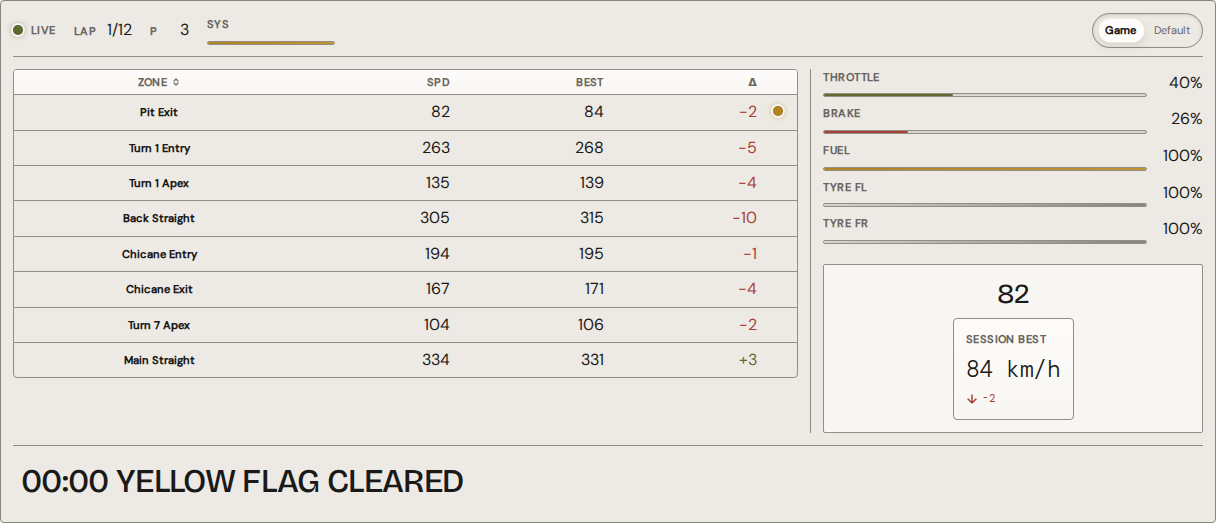 LIVE LAP 1/12 P 3 SYS
Game Default
ZONE SPD BEST Δ
Pit Exit 82 84 −2
Turn 1 Entry 263 268 −5
Turn 1 Apex 135 139 −4
Back Straight 305 315 −10
Chicane Entry 194 195 −1
Chicane Exit 167 171 −4
Turn 7 Apex 104 106 −2
Main Straight 334 331 +3
THROTTLE 40%
BRAKE 26%
FUEL 100%
TYRE FL 100%
TYRE FR 100%
82
SESSION BEST
84 km/h
↓ -2
00:00 YELLOW FLAG CLEARED